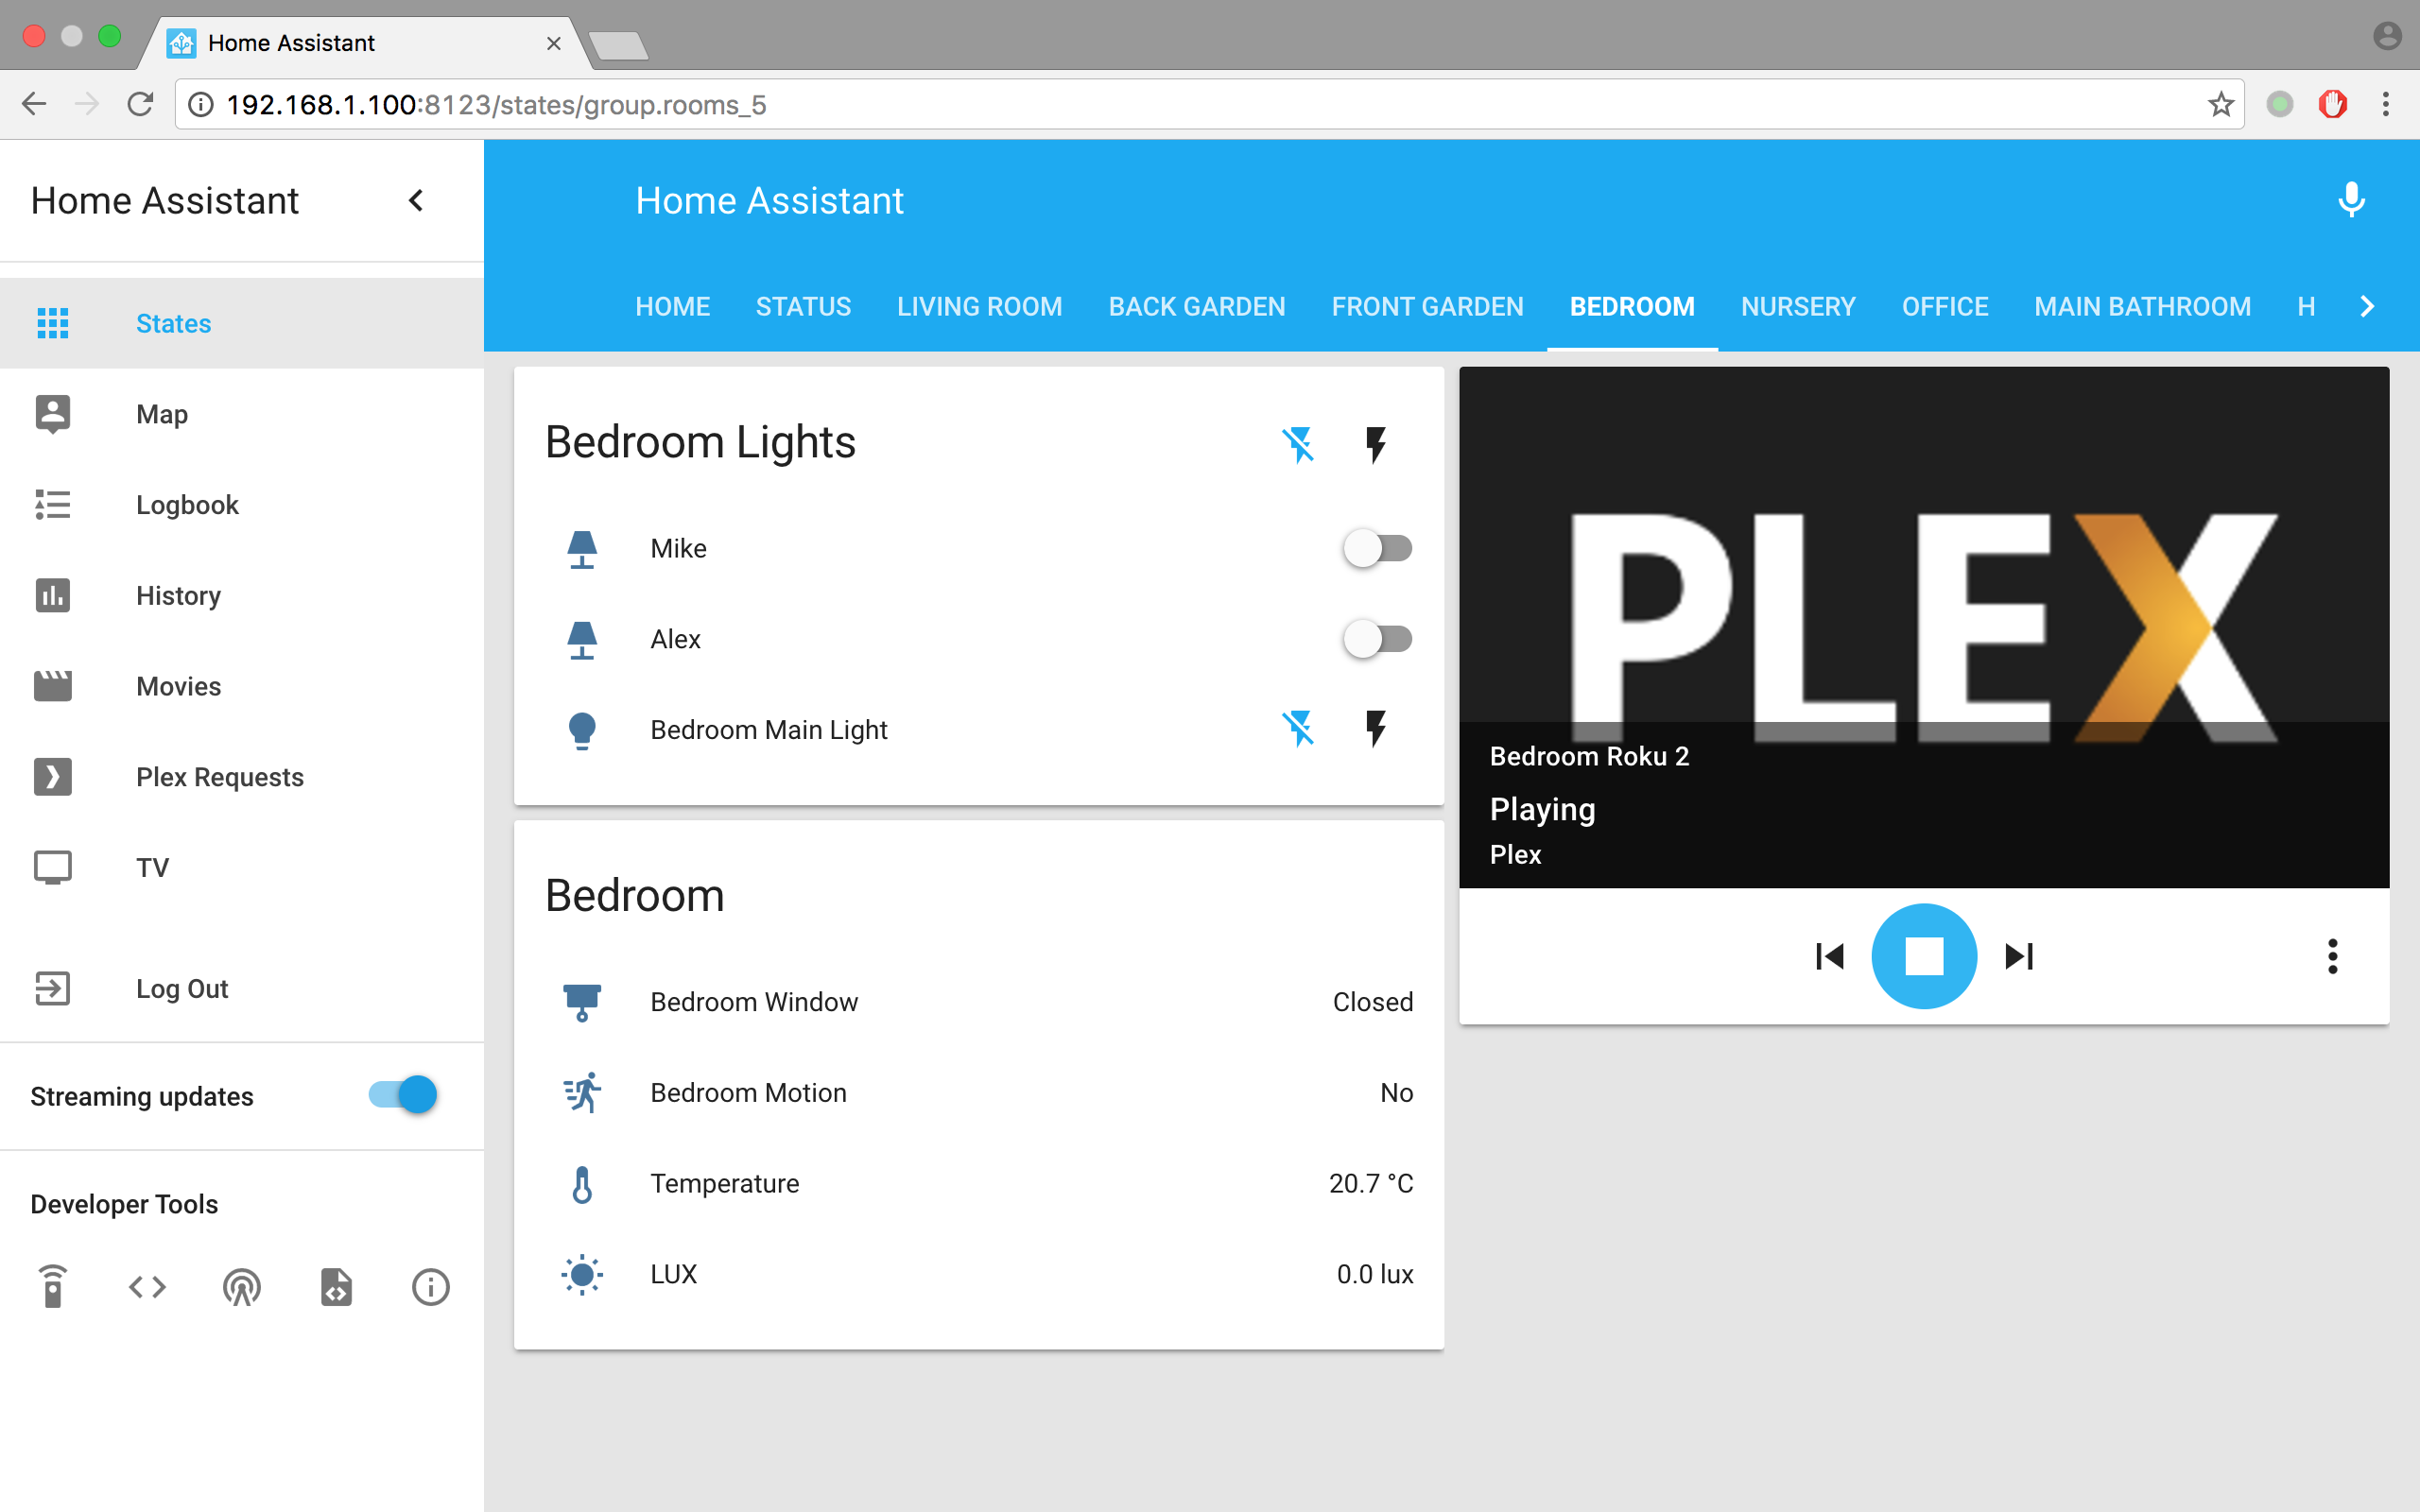 Home Assistant
192.168.1.100:8123/states/group.rooms_5
Home Assistant
States
Map
Logbook
History
Movies
Plex Requests
TV
Log Out
Streaming updates
Developer Tools
Home Assistant
HOME STATUS LIVING ROOM BACK GARDEN FRONT GARDEN BEDROOM NURSERY OFFICE MAIN BATHROOM H
Bedroom Lights
Mike
Alex
Bedroom Main Light
Bedroom
Bedroom Window Closed
Bedroom Motion No
Temperature 20.7 °C
LUX 0.0 lux
PLEX
Bedroom Roku 2
Playing
Plex